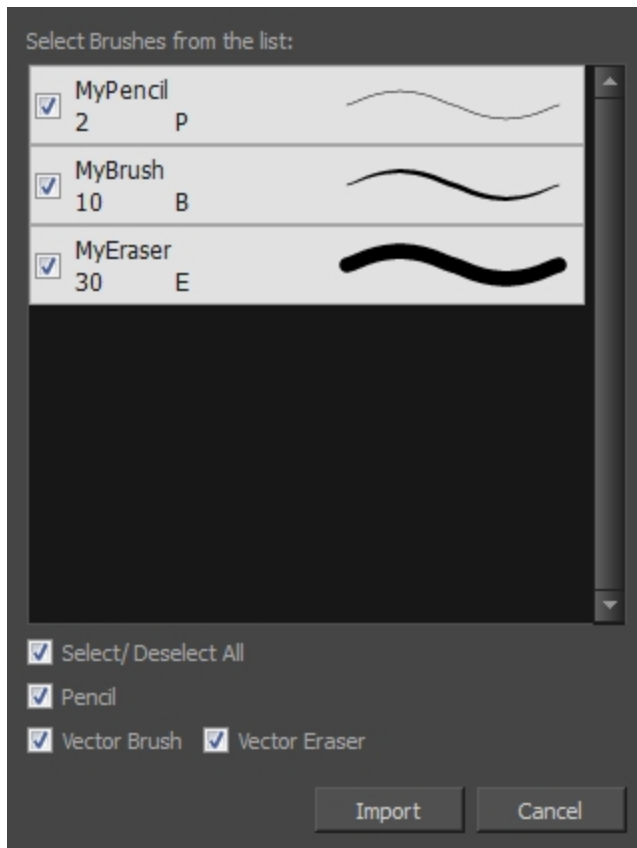 Select Brushes from the list:
MyPencil
2 P
MyBrush
10 B
MyEraser
30 E
Select/ Deselect All
Pencil
Vector Brush Vector Eraser
Import Cancel